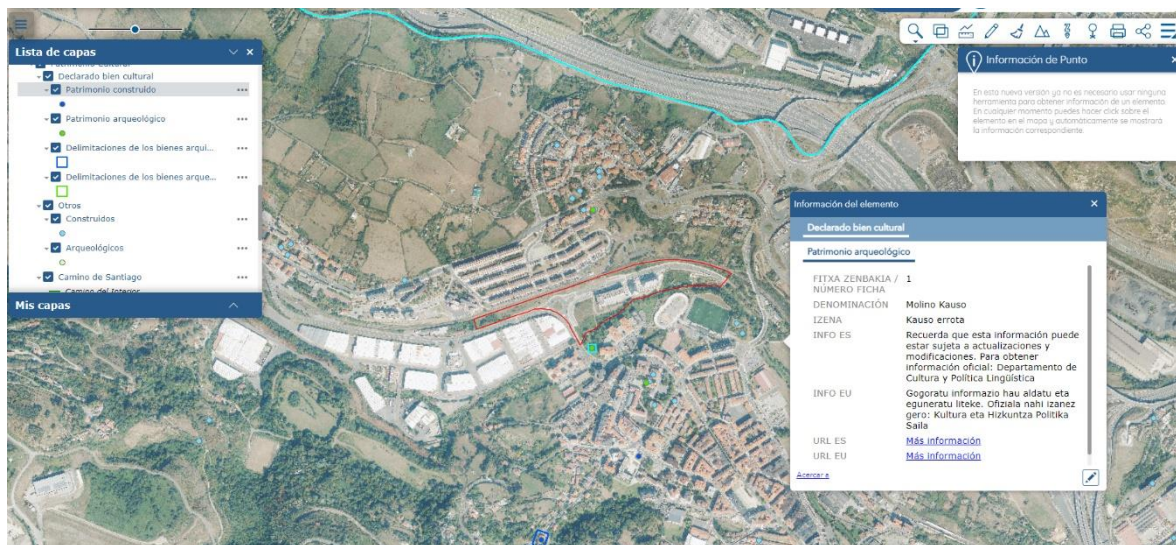 Lista de capas
Declarado bien cultural
Patrimonio construido
Patrimonio arqueológico
Delimitaciones de los bienes arqui...
Delimitaciones de los bienes arque...
Otros
Construidos
Arqueológicos
Camino de Santiago
Camino del Interior
Mis capas
Información de Punto
En esta nueva versión ya no es necesario usar ninguna
herramienta para obtener información de un elemento.
En cualquier momento puedes hacer click sobre el
elemento en el mapa y automáticamente se mostrará
la información correspondiente.
Información del elemento
Declarado bien cultural
Patrimonio arqueológico
FITXA ZENBAKIA / 1
NÚMERO FICHA
DENOMINACIÓN Molino Kauso
IZENA Kauso errota
INFO ES Recuerda que esta información puede
estar sujeta a actualizaciones y
modificaciones. Para obtener
información oficial: Departamento de
Cultura y Política Lingüística
INFO EU Gogoratu informazio hau aldatu eta
eguneratu liteke. Ofiziala nahi izanez
gero: Kultura eta Hizkuntza Politika
Saila
URL ES Más información
URL EU Más información
Acercar a